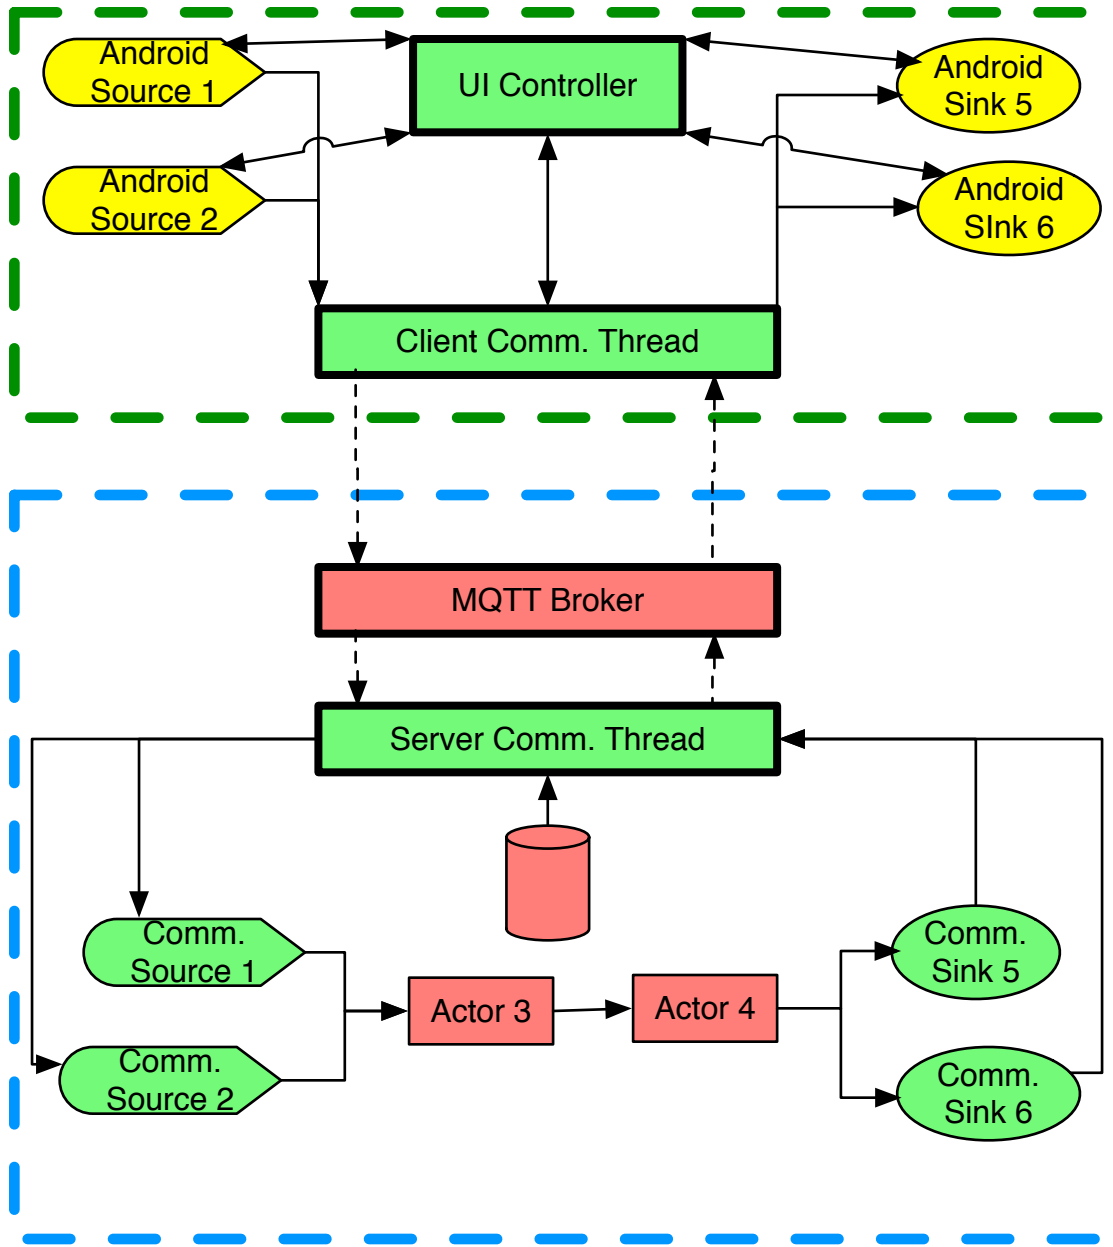 Android
Source 1
UI Controller
Android
Sink 5
Android
Source 2
Android
SInk 6
Client Comm. Thread
MQTT Broker
Server Comm. Thread
Comm.
Source 1
Comm.
Sink 5
Actor 3
Actor 4
Comm.
Source 2
Comm.
Sink 6